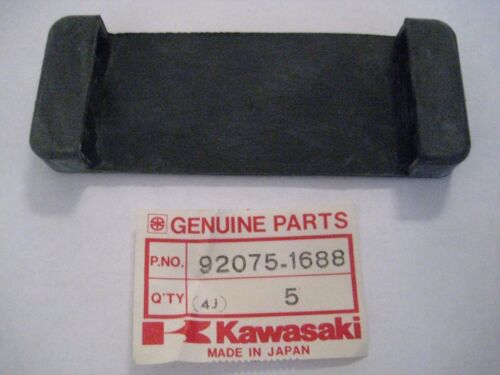 GENUINE PARTS
P.NO. 92075-1688
Q'TY (4J) 5
Kawasaki
MADE IN JAPAN